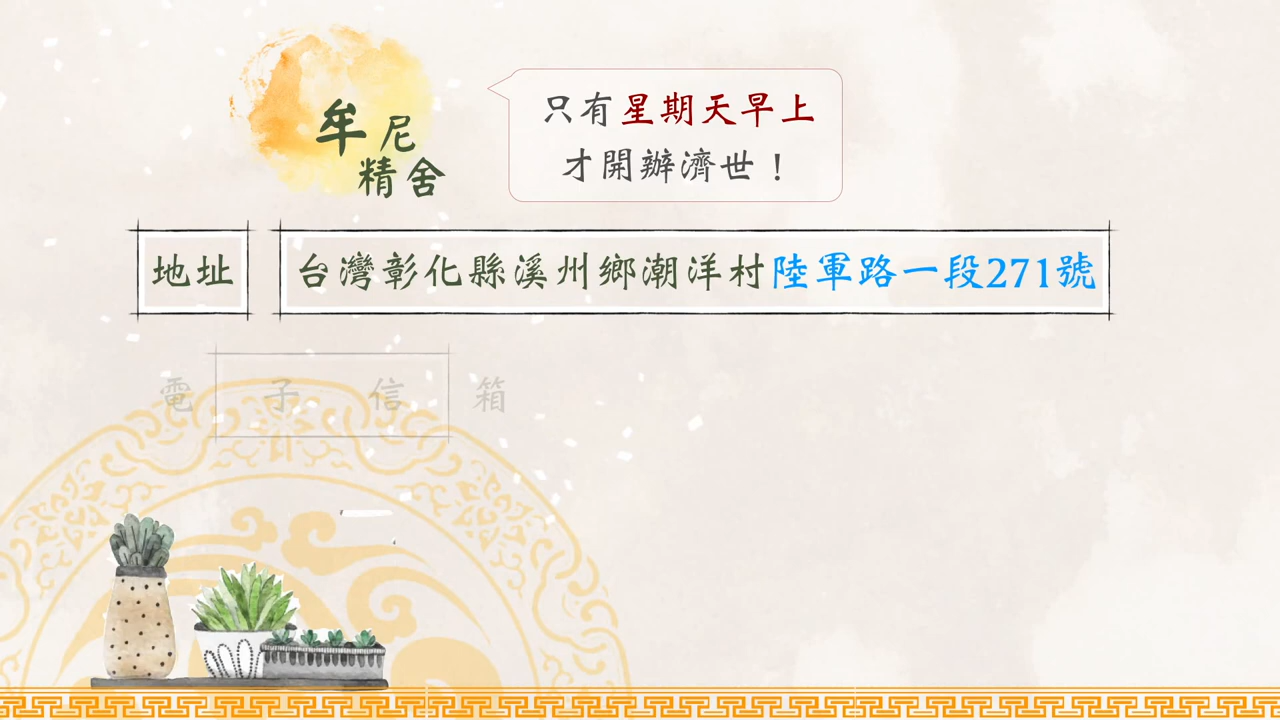 牟尼
精舍
只有星期天早上
才開辦濟世！
地址
台灣彰化縣溪州鄉潮洋村陸軍路一段271號
電子信箱